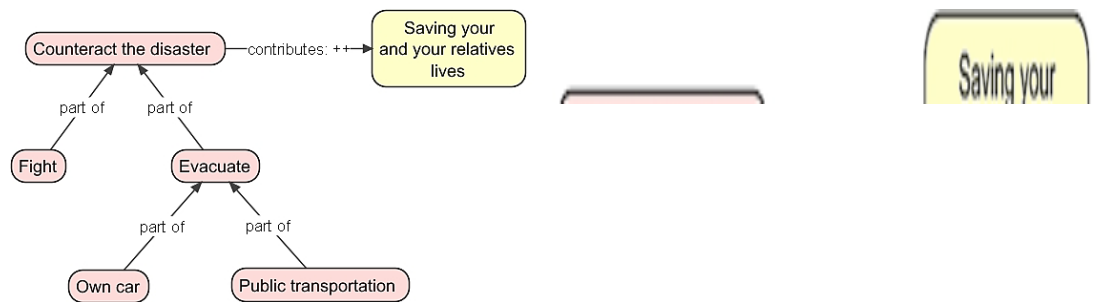 Saving your
and your relatives
lives
Counteract the disaster
contributes: ++
part of
part of
Fight
Evacuate
part of
part of
Own car
Public transportation
Saving your